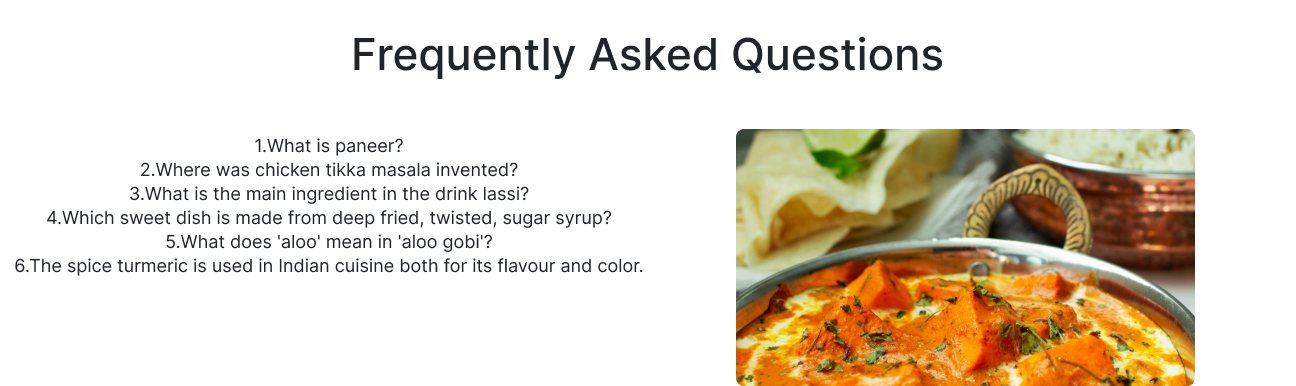 Frequently Asked Questions
1.What is paneer?
2.Where was chicken tikka masala invented?
3.What is the main ingredient in the drink lassi?
4.Which sweet dish is made from deep fried, twisted, sugar syrup?
5.What does 'aloo' mean in 'aloo gobi'?
6.The spice turmeric is used in Indian cuisine both for its flavour and color.